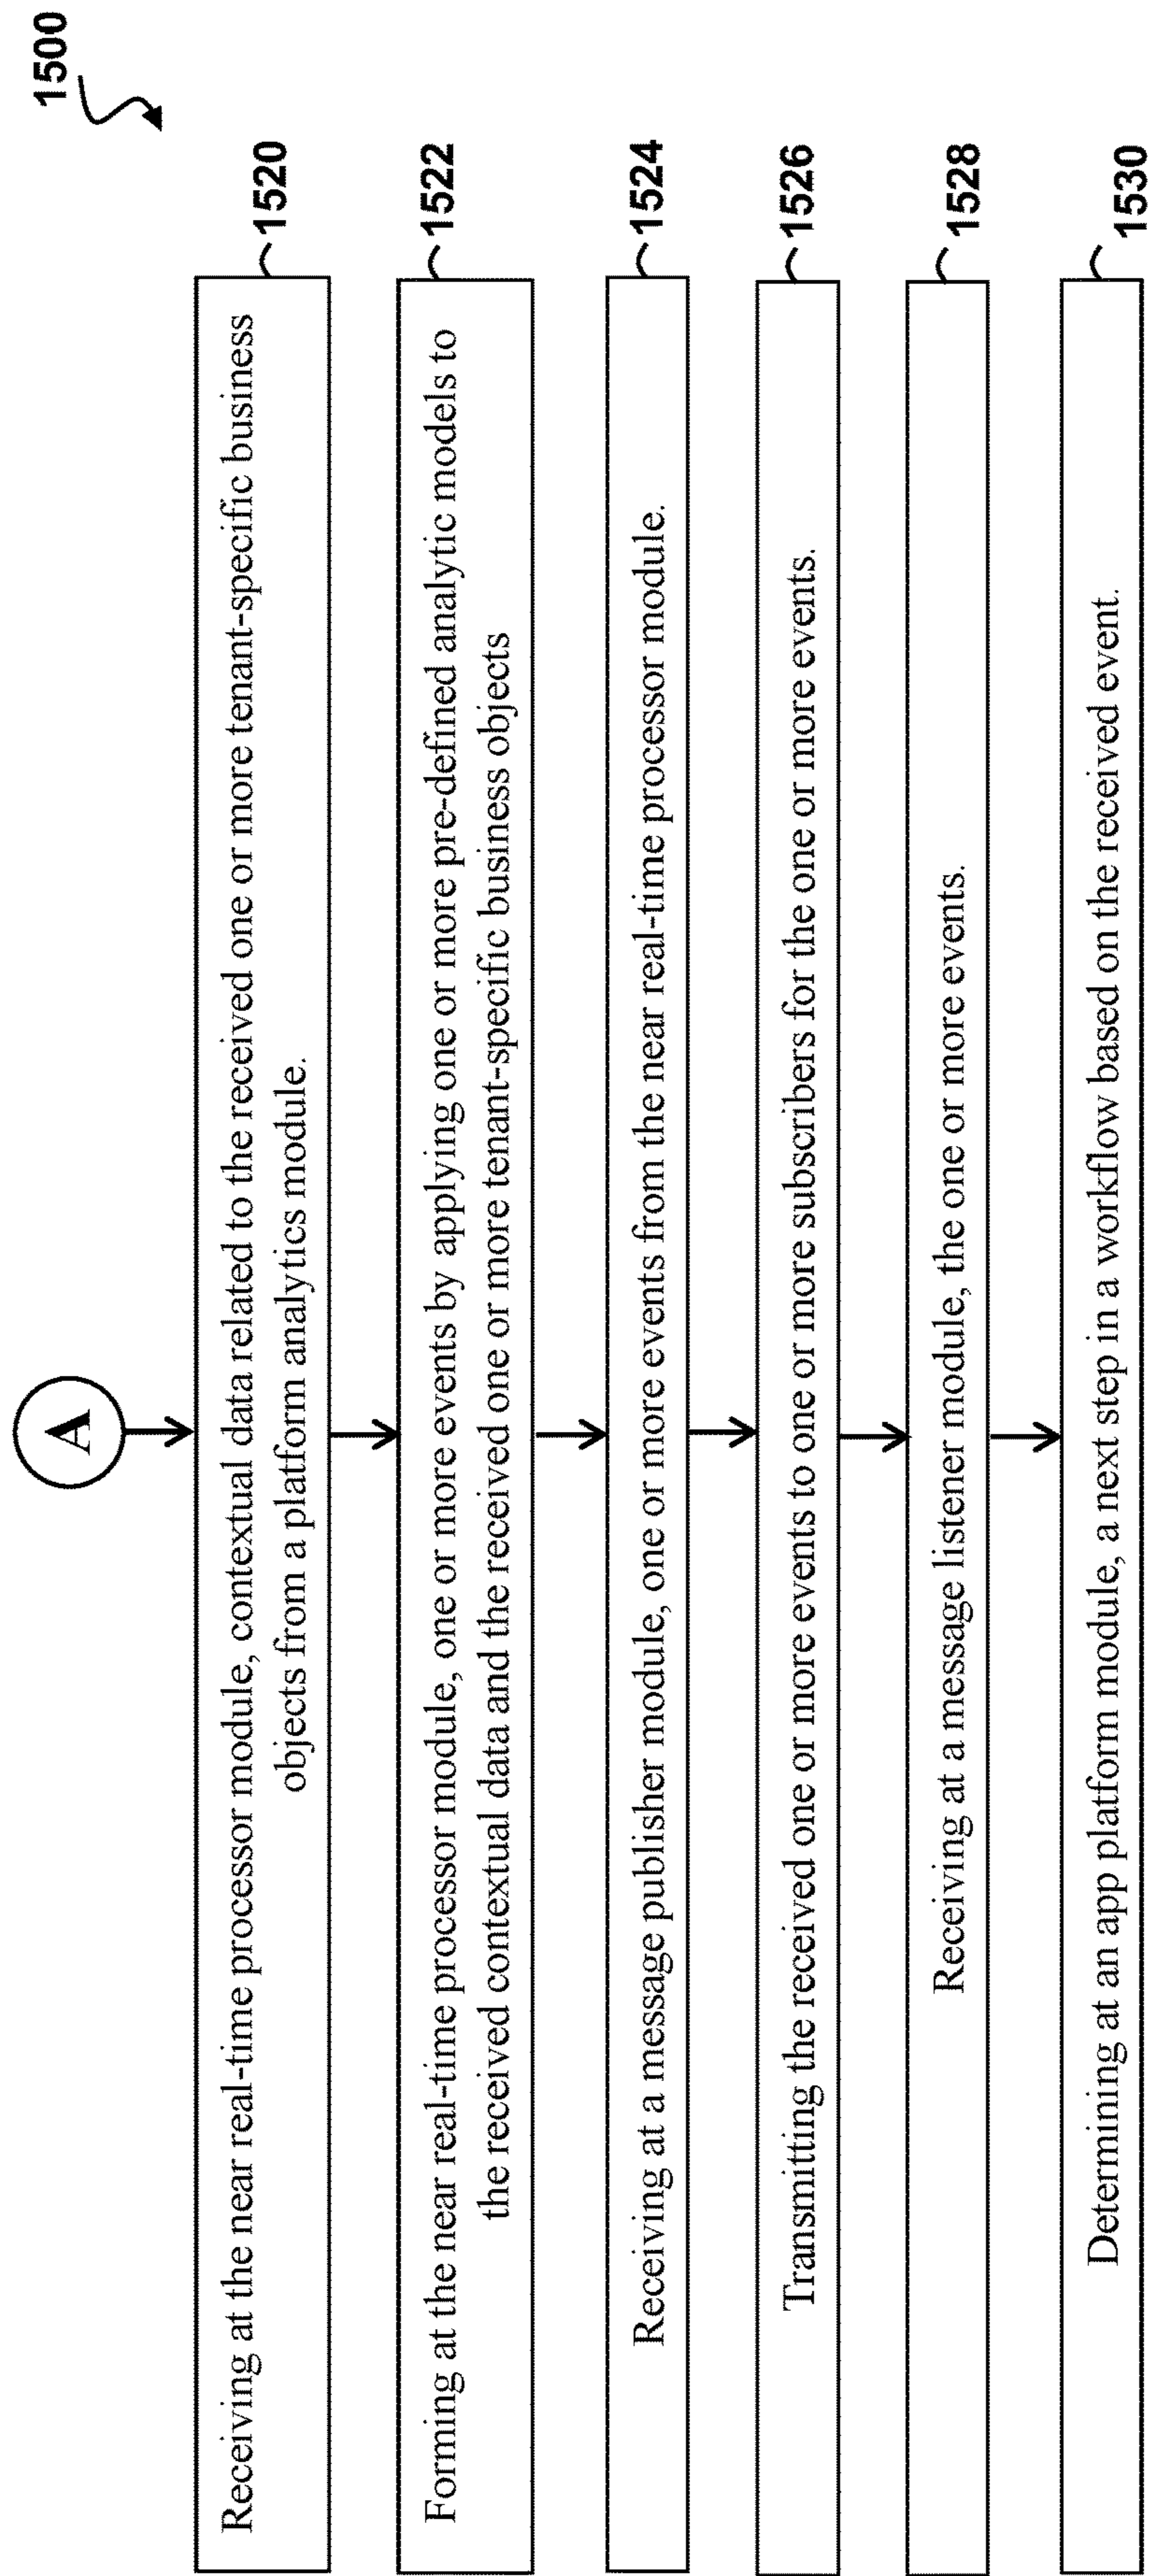 1500
A
Receiving at the near real-time processor module, contextual data related to the received one or more tenant-specific business
objects from a platform analytics module.
1520
Forming at the near real-time processor module, one or more events by applying one or more pre-defined analytic models to
the received contextual data and the received one or more tenant-specific business objects
1522
Receiving at a message publisher module, one or more events from the near real-time processor module.
1524
Transmitting the received one or more events to one or more subscribers for the one or more events.
1526
Receiving at a message listener module, the one or more events.
1528
Determining at an app platform module, a next step in a workflow based on the received event.
1530